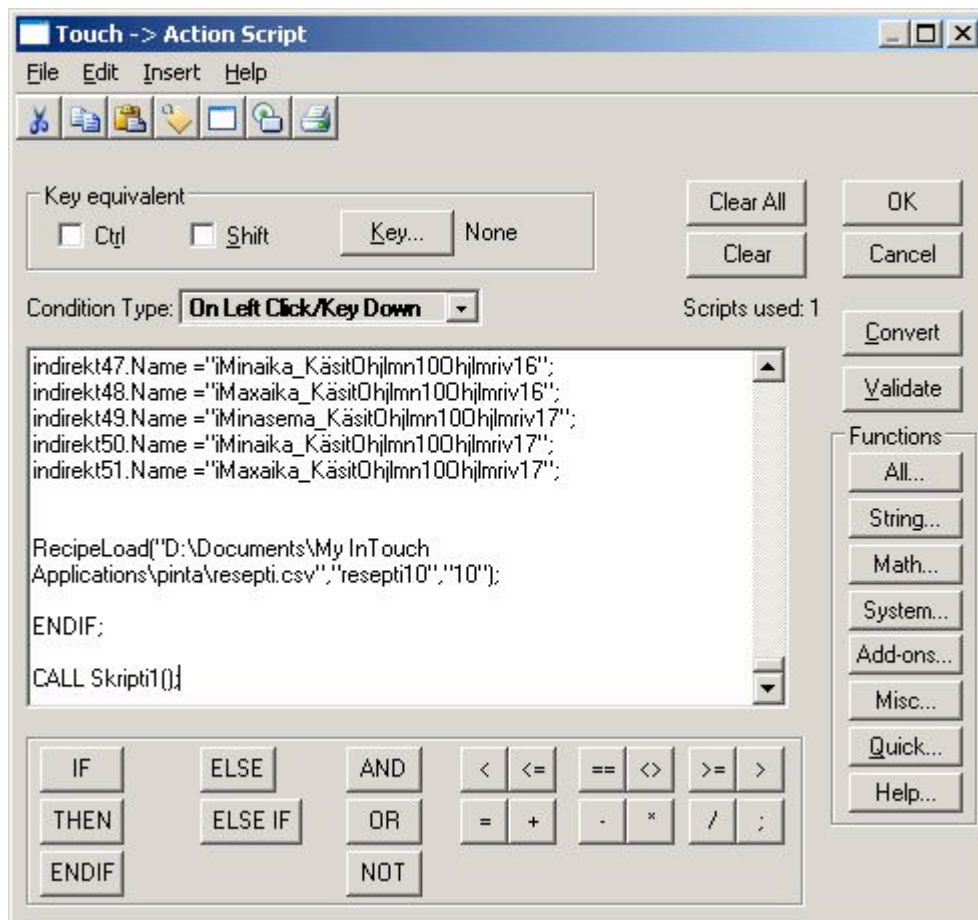 Touch -> Action Script
File Edit Insert Help
Key equivalent
Ctrl Shift Key... None
Clear All OK
Clear Cancel
Condition Type: On Left Click/Key Down Scripts used: 1
Convert
Validate
indirekt47.Name ="iMinaika_KäsitOhjlmn10Ohjlmriv16";
indirekt48.Name ="iMaxaika_KäsitOhjlmn10Ohjlmriv16";
indirekt49.Name ="iMinasema_KäsitOhjlmn10Ohjlmriv17";
indirekt50.Name ="iMinaika_KäsitOhjlmn10Ohjlmriv17";
indirekt51.Name ="iMaxaika_KäsitOhjlmn10Ohjlmriv17";
RecipeLoad("D:\Documents\My InTouch
Applications\pinta\resepti.csv","resepti10","10");
ENDIF;
CALL Skripti1();
Functions
All...
String...
Math...
System...
Add-ons...
Misc...
Quick...
Help...
IF ELSE AND < <= == <> >= >
THEN ELSE IF OR = + - * / ;
ENDIF NOT